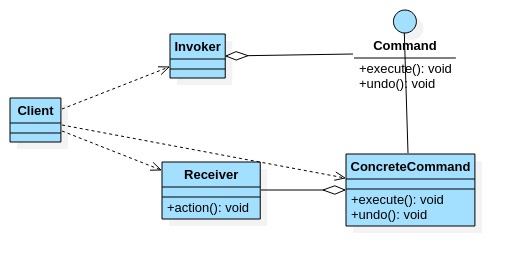 Command
Invoker
+execute(): void
+undo(): void
Client
ConcreteCommand
Receiver
+execute(): void
+action(): void
+undo(): void